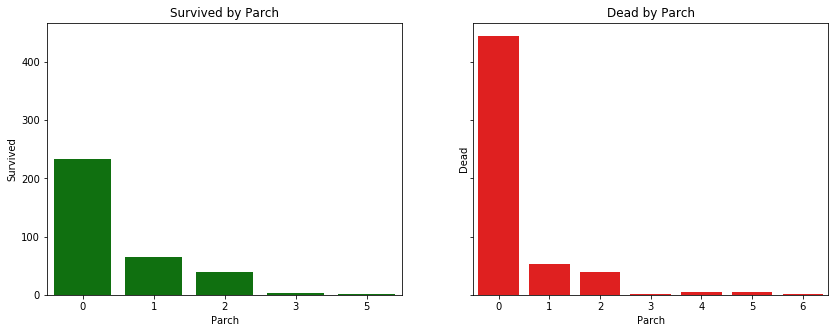 Survived by Parch
Dead by Parch
400
300
200
100
0
Survived
Dead
0 1 2 3 5
0 1 2 3 4 5 6
Parch
Parch